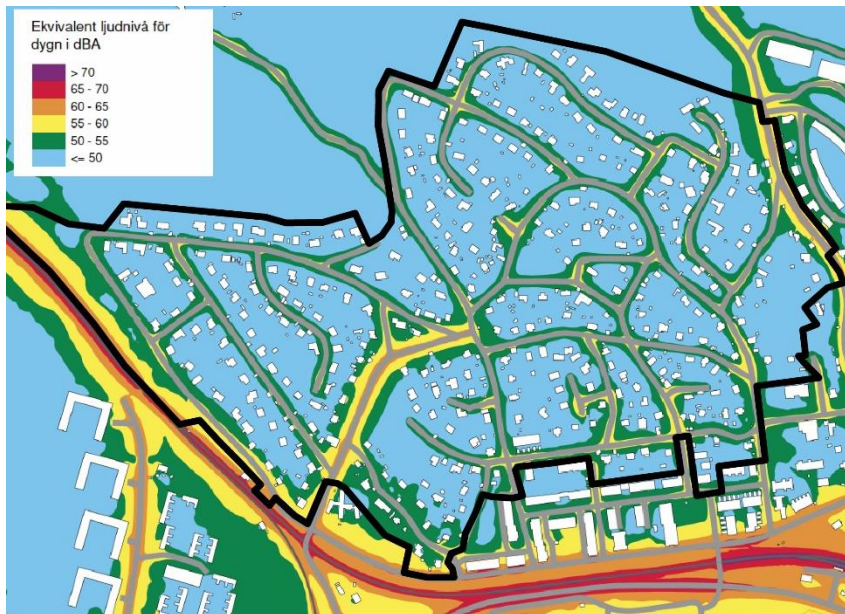 Ekvivalent ljudnivå för
dygn i dBA
> 70
65 - 70
60 - 65
55 - 60
50 - 55
<= 50